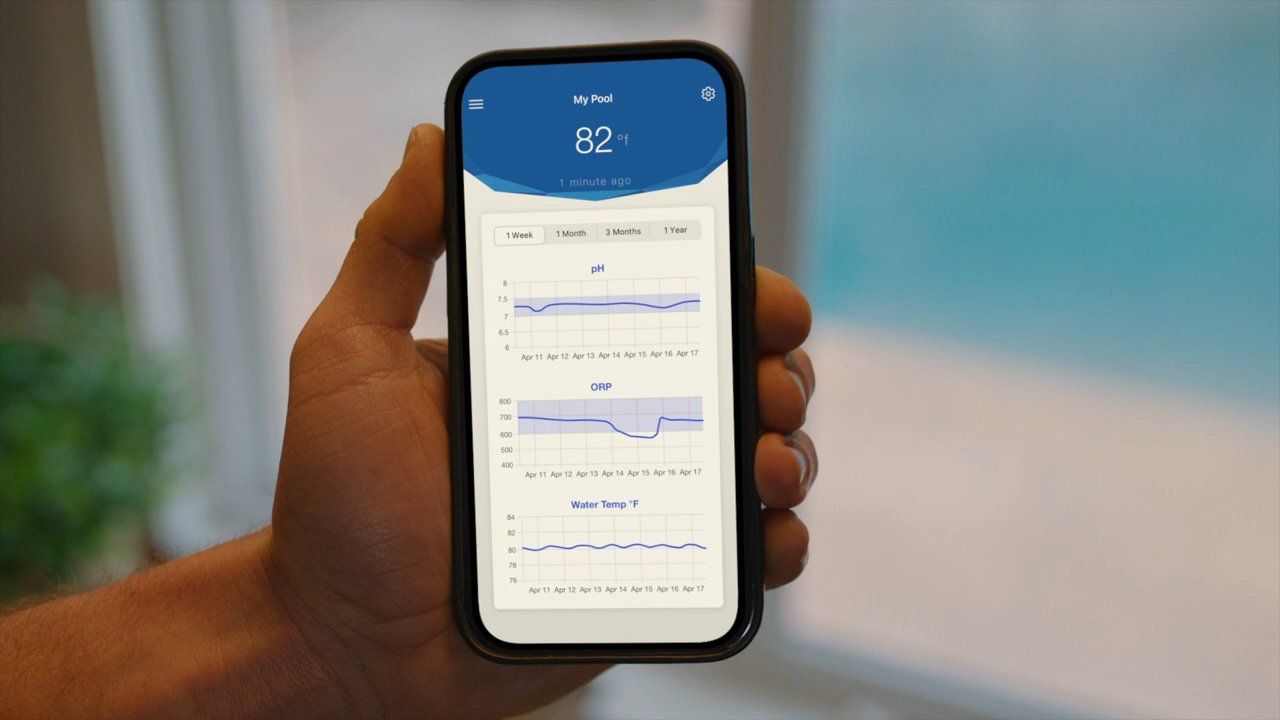 My Pool
82 °f
1 minute ago
1 Week 1 Month 3 Months 1 Year
pH
8
7.5
7
6.5
6
Apr 11 Apr 12 Apr 13 Apr 14 Apr 15 Apr 16 Apr 17
ORP
800
700
600
500
400
Apr 11 Apr 12 Apr 13 Apr 14 Apr 15 Apr 16 Apr 17
Water Temp °F
84
82
80
78
76
Apr 11 Apr 12 Apr 13 Apr 14 Apr 15 Apr 16 Apr 17